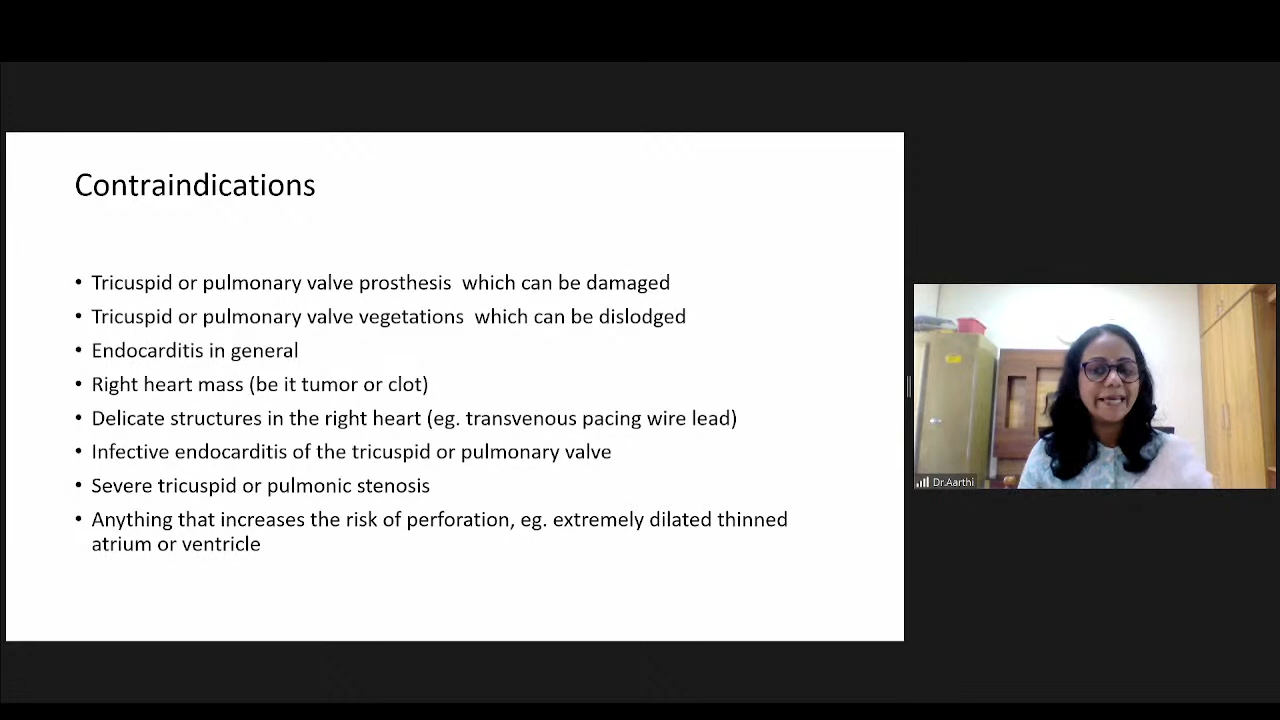 Contraindications
• Tricuspid or pulmonary valve prosthesis  which can be damaged
• Tricuspid or pulmonary valve vegetations  which can be dislodged
• Endocarditis in general
• Right heart mass (be it tumor or clot)
• Delicate structures in the right heart (eg. transvenous pacing wire lead)
• Infective endocarditis of the tricuspid or pulmonary valve
• Severe tricuspid or pulmonic stenosis
• Anything that increases the risk of perforation, eg. extremely dilated thinned
atrium or ventricle
Dr.Aarthi